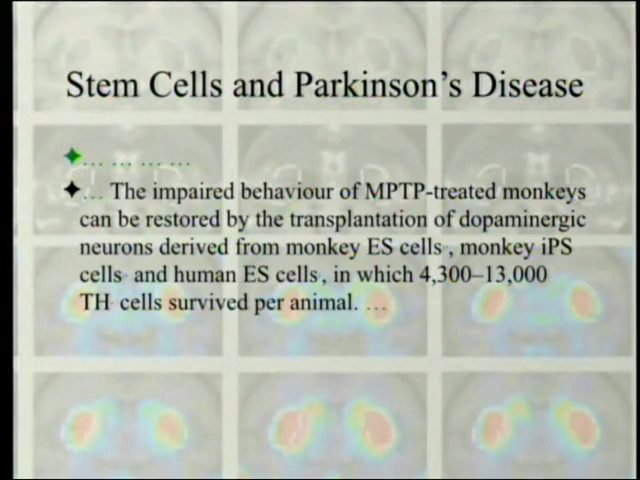 Stem Cells and Parkinson's Disease
… … … …
… The impaired behaviour of MPTP-treated monkeys
can be restored by the transplantation of dopaminergic
neurons derived from monkey ES cells , monkey iPS
cells and human ES cells , in which 4,300–13,000
TH cells survived per animal. …